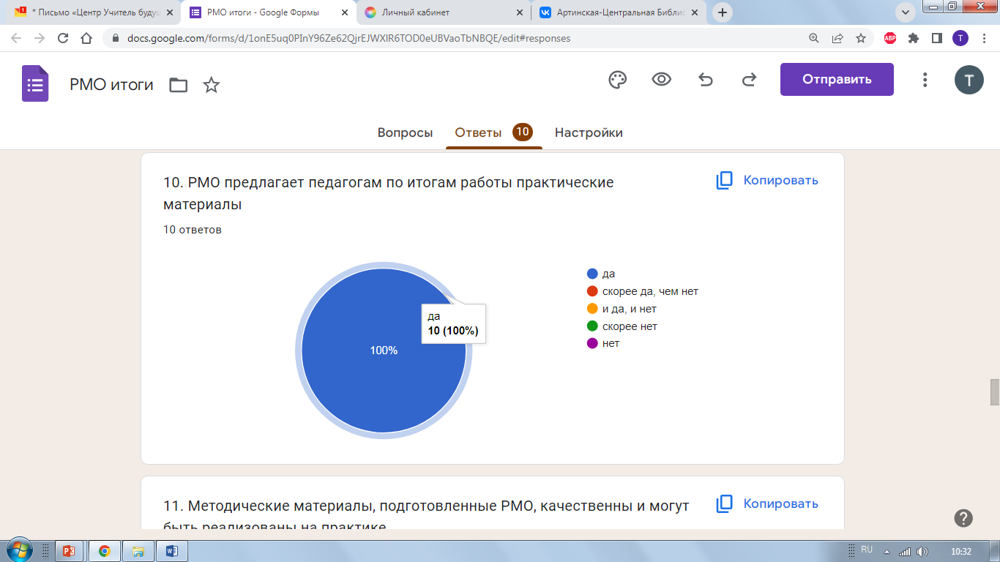 * Письмо «Центр Учитель будущ
РМО итоги - Google Формы
Личный кабинет
Артинская-Центральная Библис
docs.google.com/forms/d/1onE5uq0PInY96Ze62QjrEJWXlR6TOD0eUBVaoTbNBQE/edit#responses
ABP
T
РМО итоги
Отправить
T
Вопросы
Ответы 10
Настройки
10. РМО предлагает педагогам по итогам работы практические
материалы
Копировать
10 ответов
да
10 (100%)
100%
да
скорее да, чем нет
и да, и нет
скорее нет
нет
11. Методические материалы, подготовленные РМО, качественны и могут
быть реализованы на практике
Копировать
RU
10:32